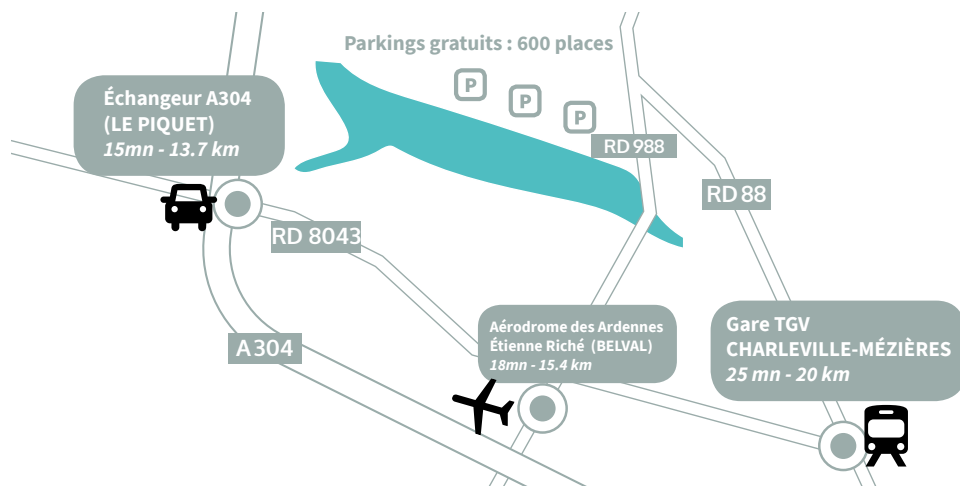 Parkings gratuits : 600 places
P
P
P
Échangeur A304
(LE PIQUET)
15mn - 13.7 km
RD 988
RD 88
RD 8043
A304
Aérodrome des Ardennes
Étienne Riché (BELVAL)
18mn - 15.4 km
Gare TGV
CHARLEVILLE-MÉZIÈRES
25 mn - 20 km